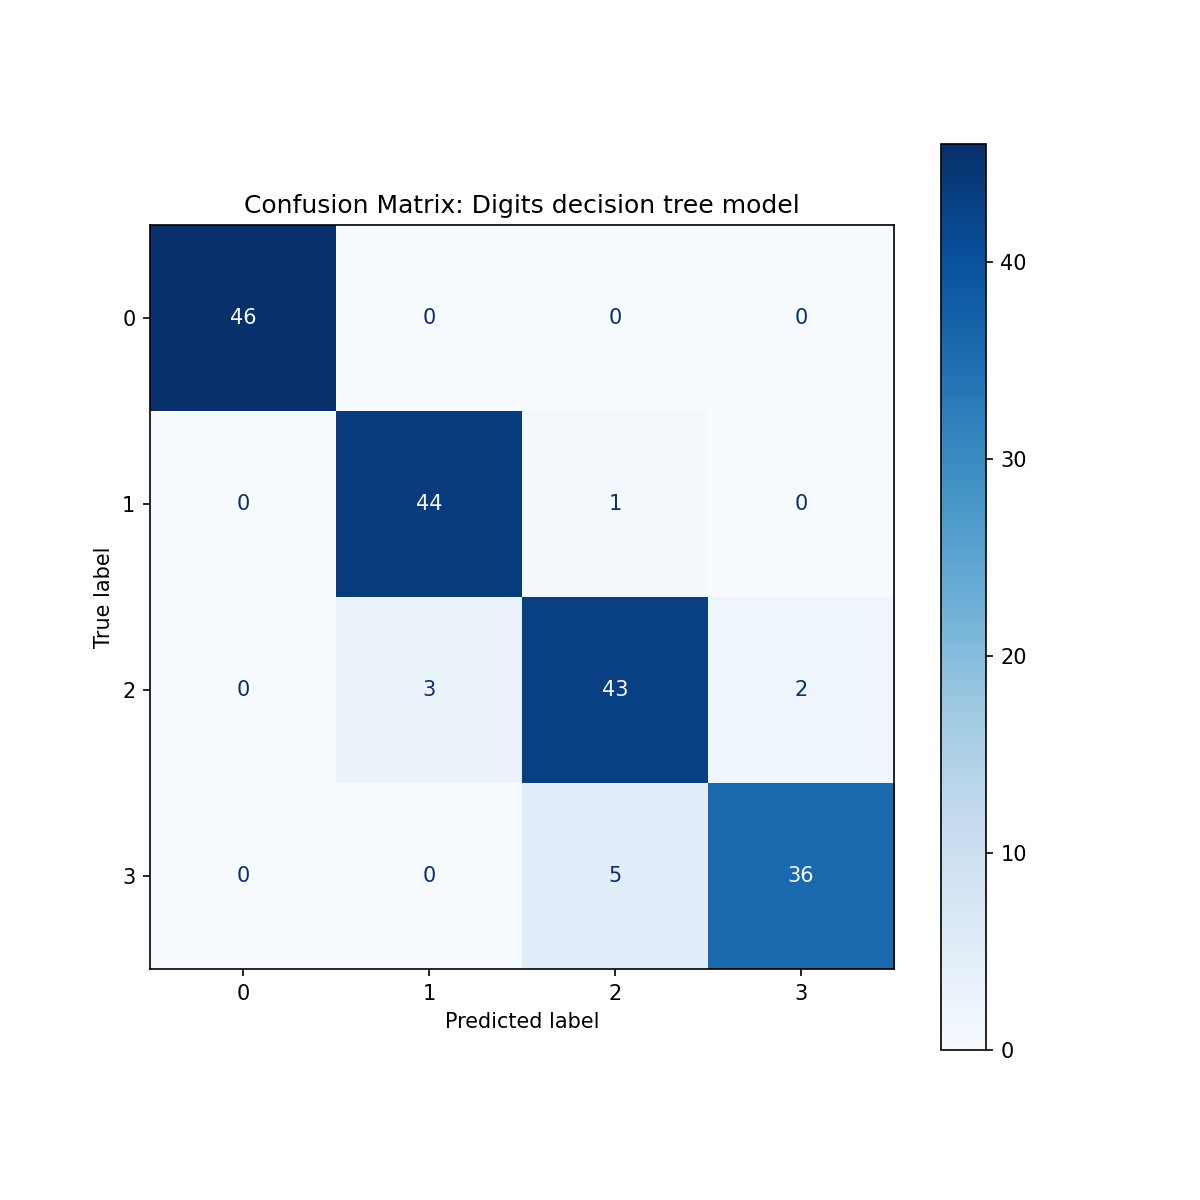 Confusion Matrix: Digits decision tree model
0 46 0 0 0
1 0 44 1 0
2 0 3 43 2
3 0 0 5 36
0 1 2 3
Predicted label
True label
40
30
20
10
0